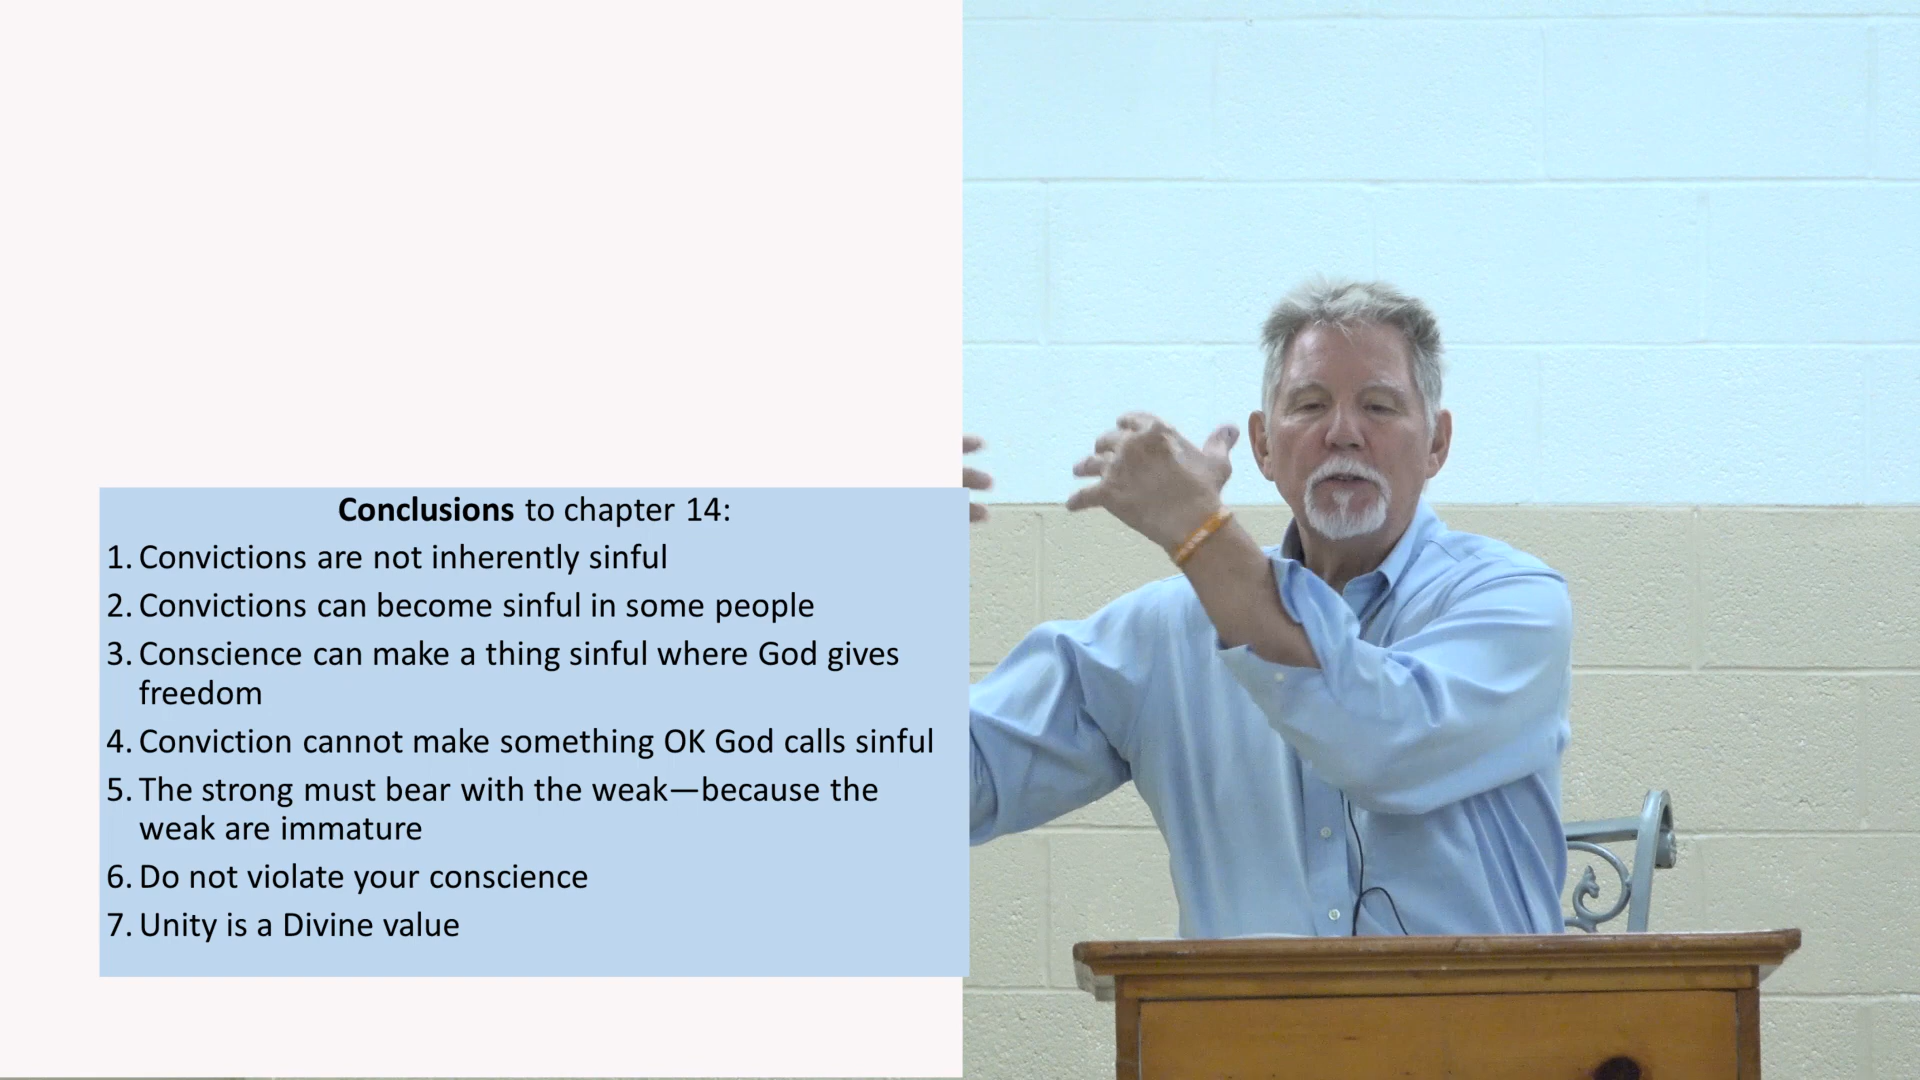 Conclusions to chapter 14:
1. Convictions are not inherently sinful
2. Convictions can become sinful in some people
3. Conscience can make a thing sinful where God gives
freedom
4. Conviction cannot make something OK God calls sinful
5. The strong must bear with the weak—because the
weak are immature
6. Do not violate your conscience
7. Unity is a Divine value